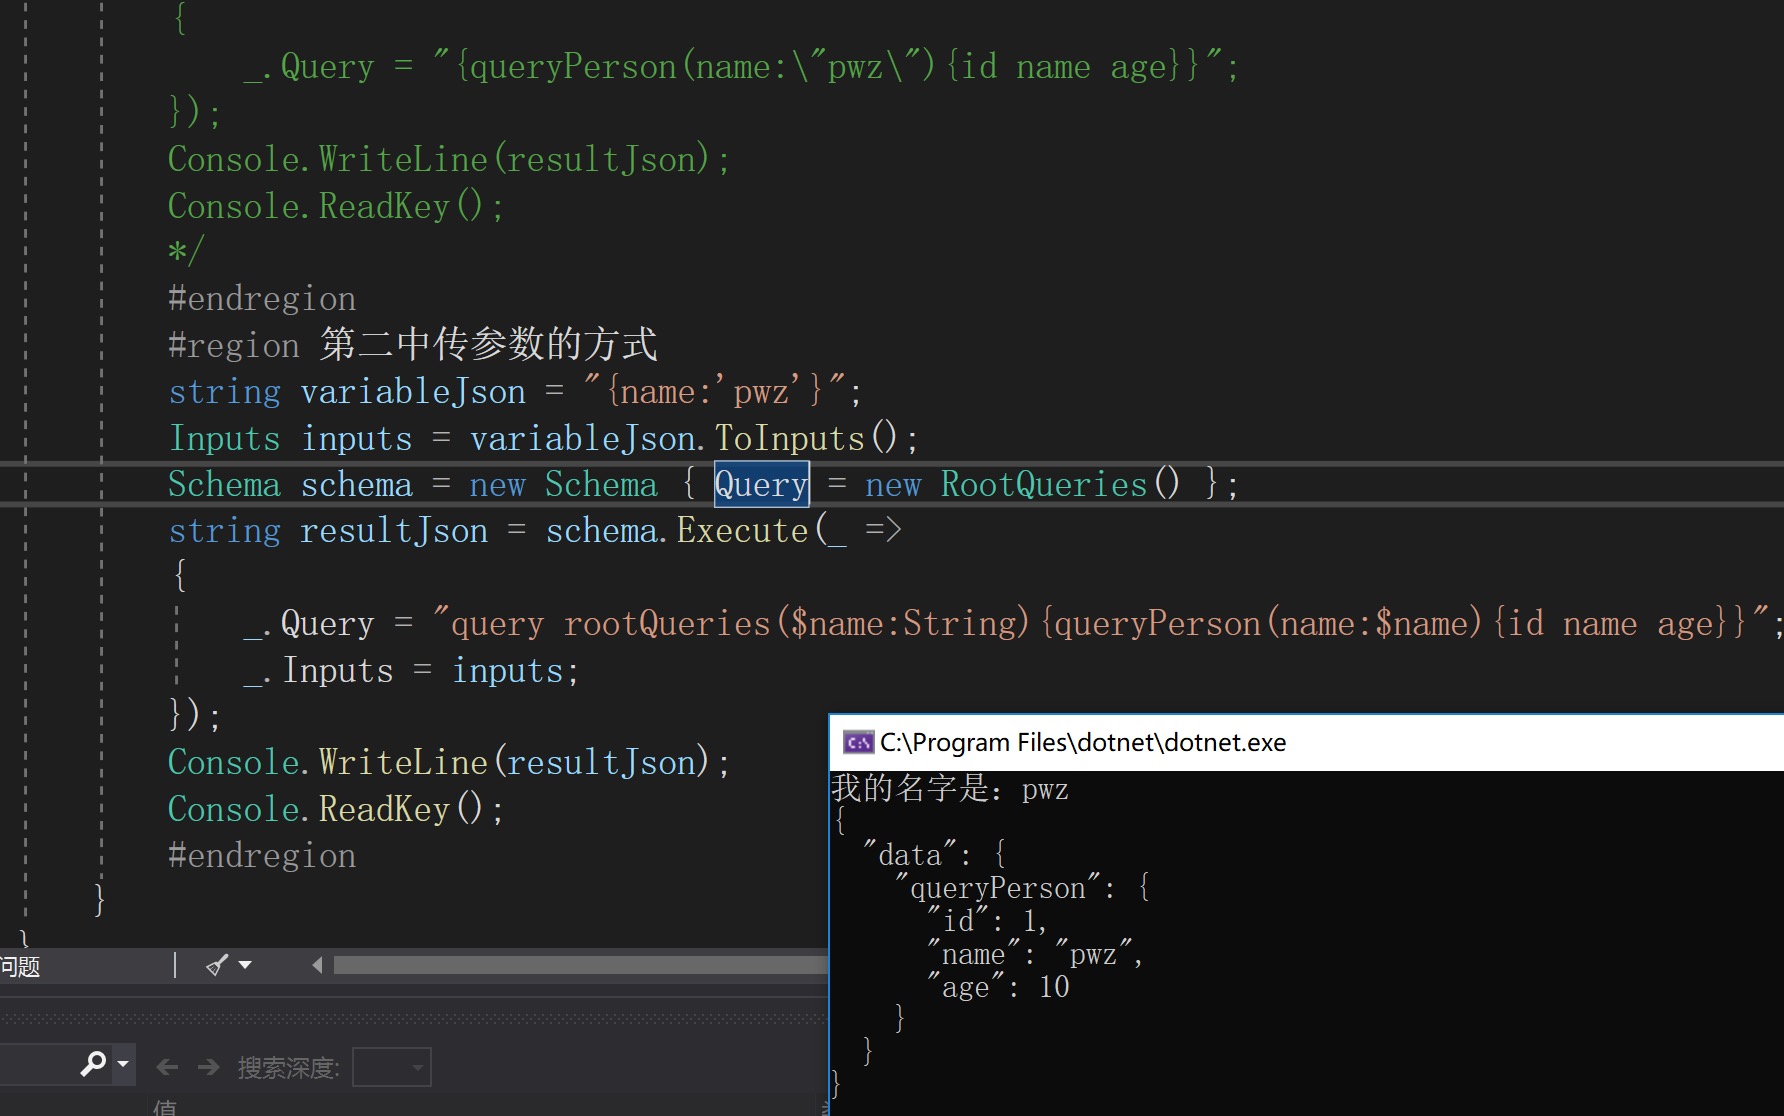 {
_.Query = "{queryPerson(name:\"pwz\"){id name age}}";
});
Console.WriteLine(resultJson);
Console.ReadKey();
*/
#endregion
#region 第二中传参数的方式
string variableJson = "{name:'pwz'}";
Inputs inputs = variableJson.ToInputs();
Schema schema = new Schema { Query = new RootQueries() };
string resultJson = schema.Execute(_ =>
{
_.Query = "query rootQueries($name:String){queryPerson(name:$name){id name age}}";
_.Inputs = inputs;
});
Console.WriteLine(resultJson);
Console.ReadKey();
#endregion
}
}
问题
搜索深度:
值
C:\Program Files\dotnet\dotnet.exe
我的名字是：pwz
{
"data": {
"queryPerson": {
"id": 1,
"name": "pwz",
"age": 10
}
}
}